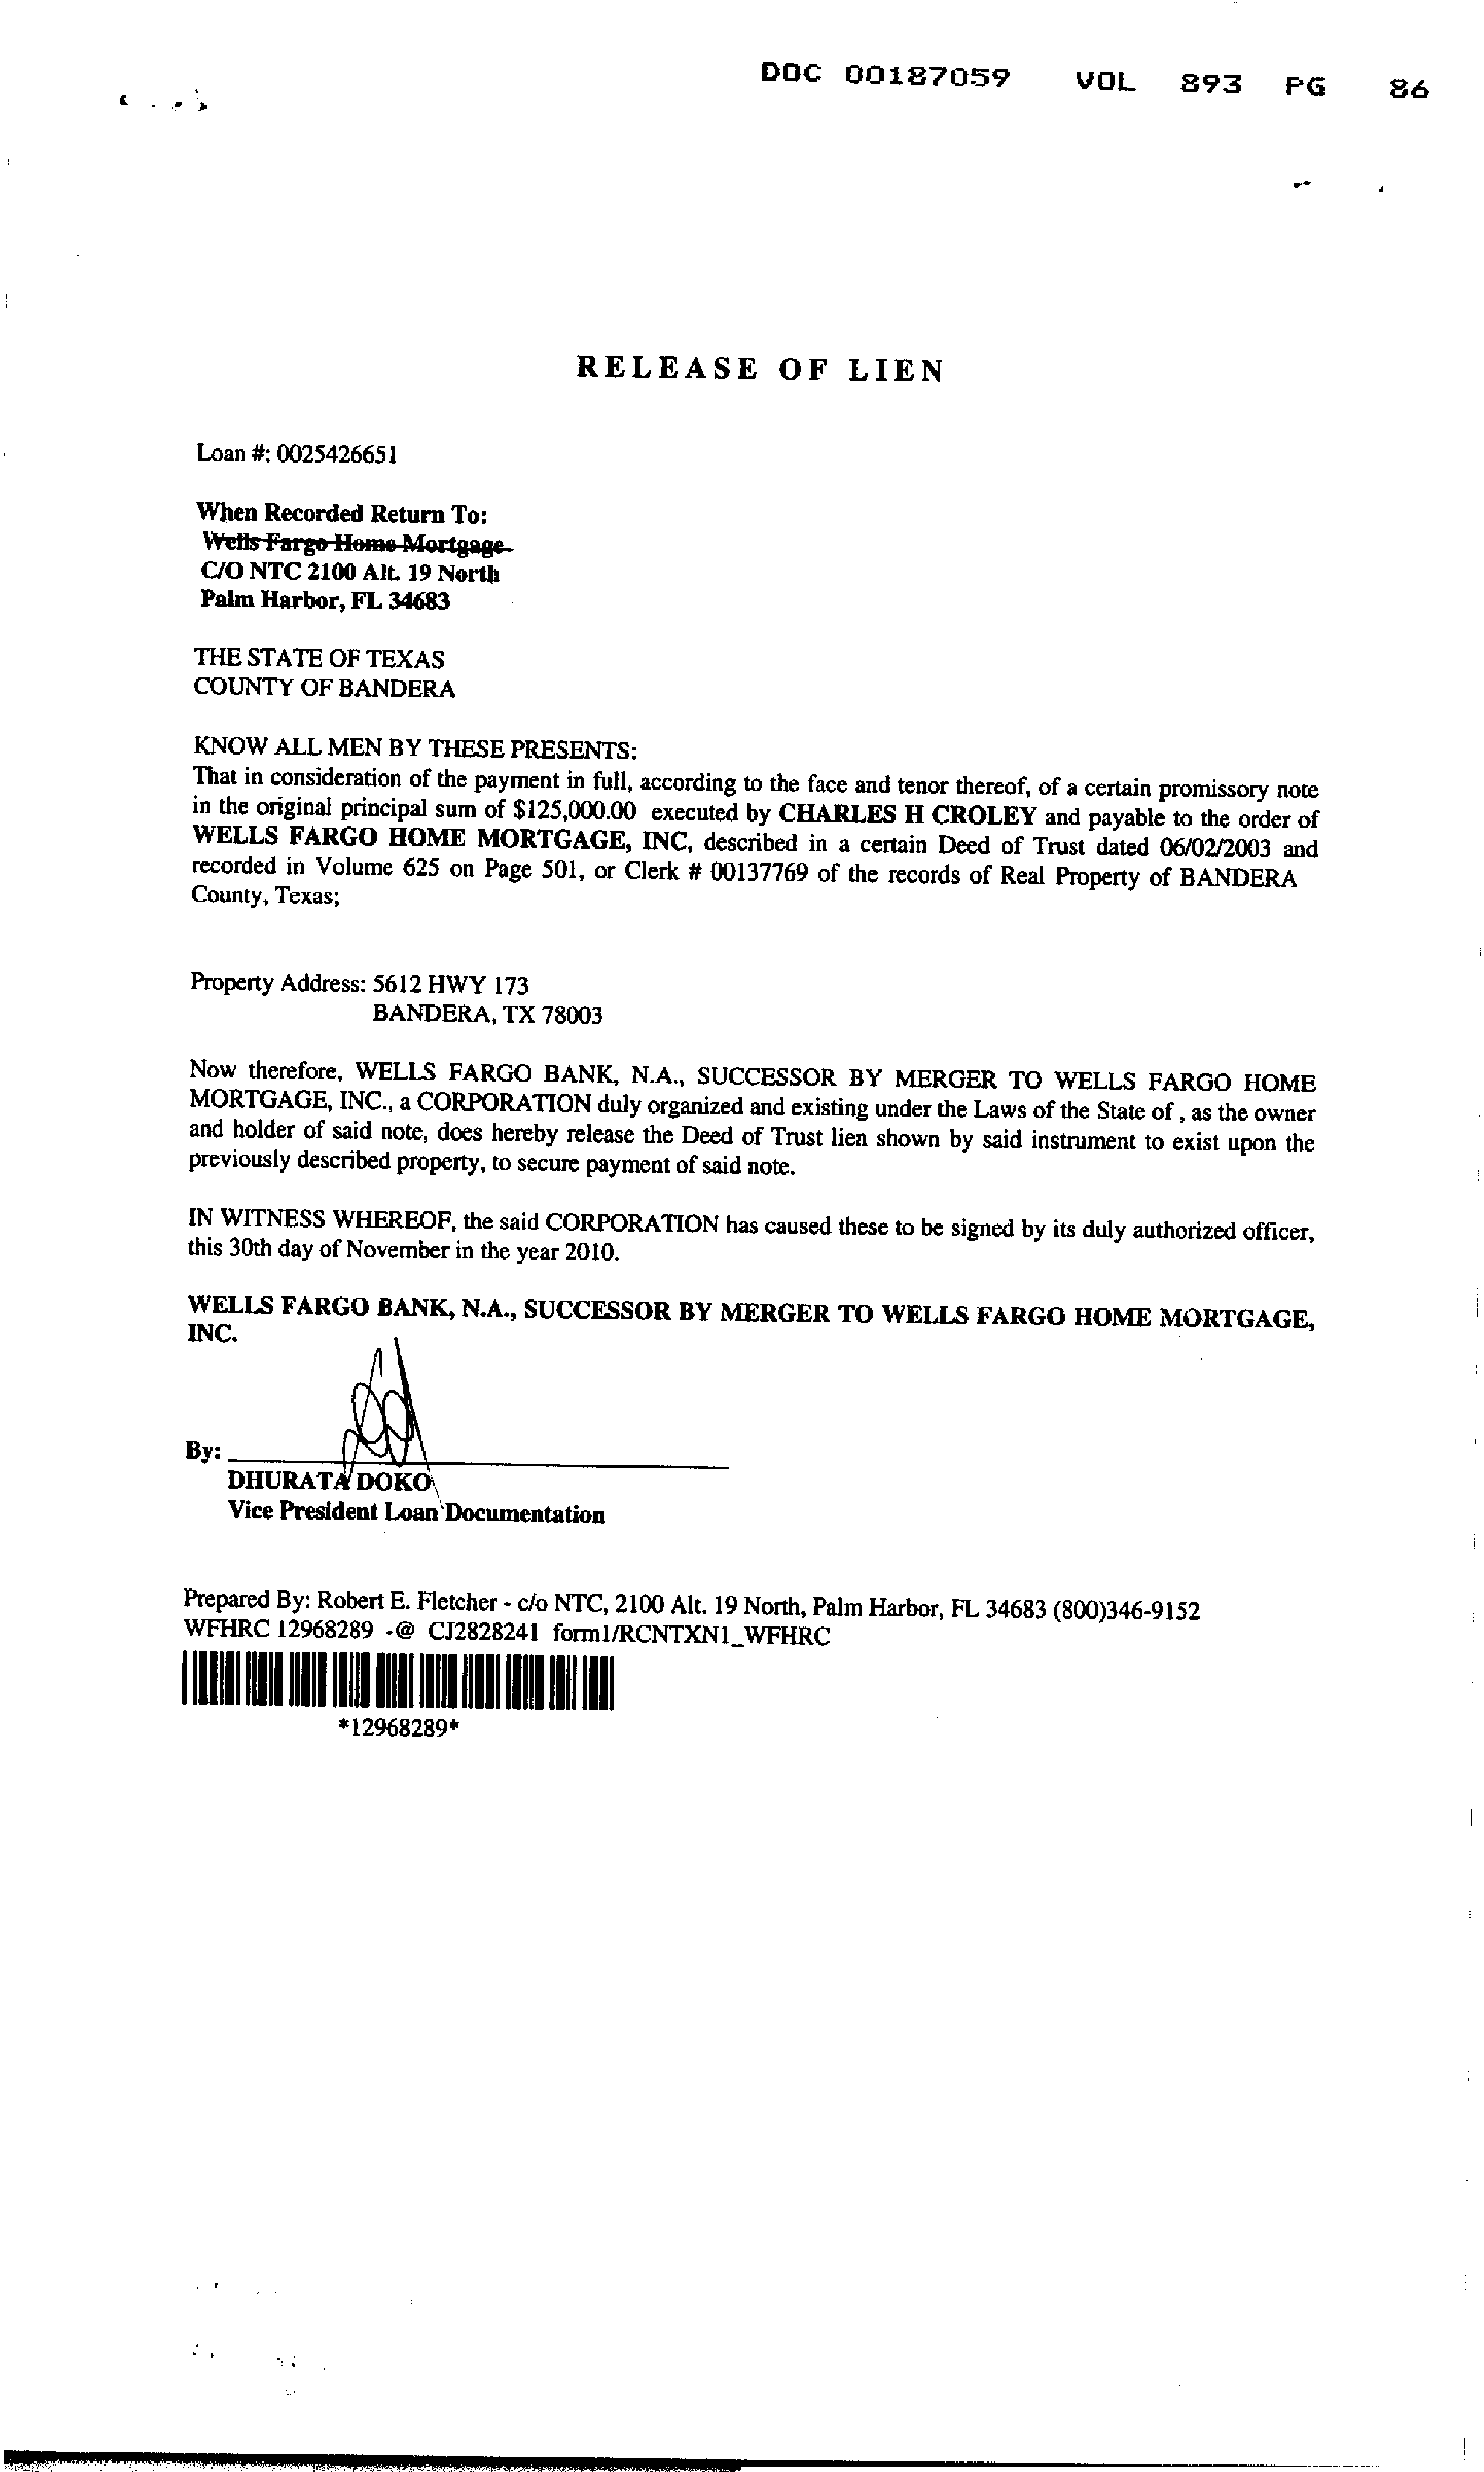 DOC 00187059 VOL 893 PG 86
RELEASE OF LIEN
Loan #: 0025426651
When Recorded Return To:
Wells Fargo Home Mortgage
C/O NTC 2100 Alt. 19 North
Palm Harbor, FL 34683
THE STATE OF TEXAS
COUNTY OF BANDERA
KNOW ALL MEN BY THESE PRESENTS:
That in consideration of the payment in full, according to the face and tenor thereof, of a certain promissory note
in the original principal sum of $125,000.00 executed by CHARLES H CROLEY and payable to the order of
WELLS FARGO HOME MORTGAGE, INC, described in a certain Deed of Trust dated 06/02/2003 and
recorded in Volume 625 on Page 501, or Clerk # 00137769 of the records of Real Property of BANDERA
County, Texas;
Property Address: 5612 HWY 173
BANDERA, TX 78003
Now therefore, WELLS FARGO BANK, N.A., SUCCESSOR BY MERGER TO WELLS FARGO HOME
MORTGAGE, INC., a CORPORATION duly organized and existing under the Laws of the State of , as the owner
and holder of said note, does hereby release the Deed of Trust lien shown by said instrument to exist upon the
previously described property, to secure payment of said note.
IN WITNESS WHEREOF, the said CORPORATION has caused these to be signed by its duly authorized officer,
this 30th day of November in the year 2010.
WELLS FARGO BANK, N.A., SUCCESSOR BY MERGER TO WELLS FARGO HOME MORTGAGE,
INC.
By:
DHURATA DOKO
Vice President Loan Documentation
Prepared By: Robert E. Fletcher - c/o NTC, 2100 Alt. 19 North, Palm Harbor, FL 34683 (800)346-9152
WFHRC 12968289 -@ CJ2828241 form1/RCNTXN1_WFHRC
*12968289*